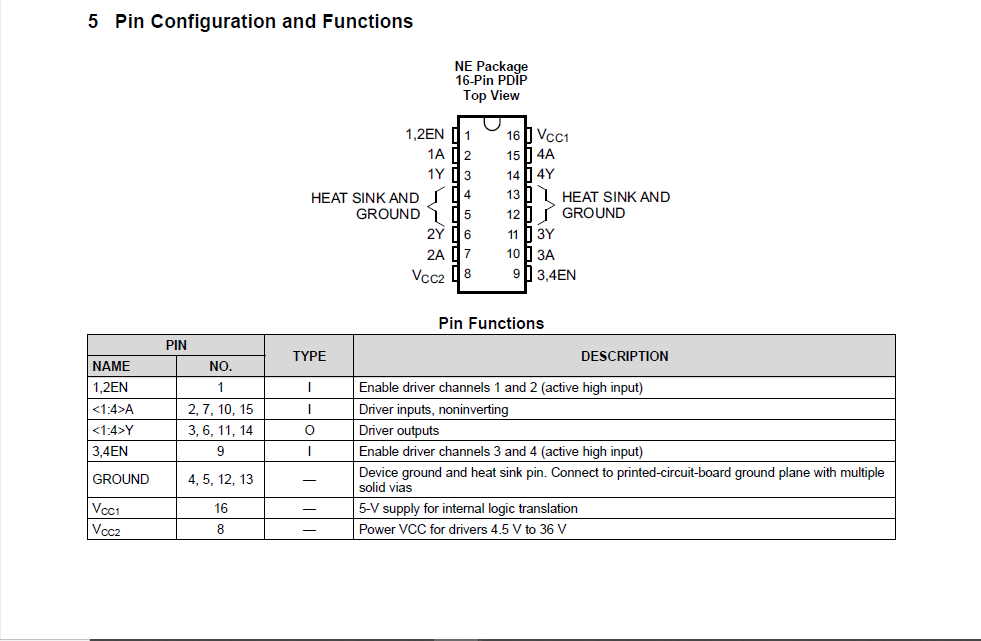 5 Pin Configuration and Functions
NE Package
16-Pin PDIP
Top View
1,2EN 1 16 VCC1
1A 2 15 4A
1Y 3 14 4Y
HEAT SINK AND GROUND 4 13 HEAT SINK AND GROUND
5 12
2Y 6 11 3Y
2A 7 10 3A
VCC2 8 9 3,4EN
Pin Functions
PIN TYPE DESCRIPTION
NAME NO.
1,2EN 1 I Enable driver channels 1 and 2 (active high input)
<1:4>A 2, 7, 10, 15 I Driver inputs, noninverting
<1:4>Y 3, 6, 11, 14 O Driver outputs
3,4EN 9 I Enable driver channels 3 and 4 (active high input)
GROUND 4, 5, 12, 13 — Device ground and heat sink pin. Connect to printed-circuit-board ground plane with multiple
solid vias
VCC1 16 — 5-V supply for internal logic translation
VCC2 8 — Power VCC for drivers 4.5 V to 36 V